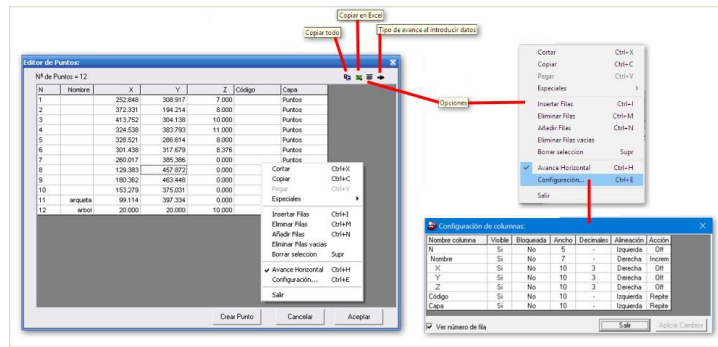 Copiar en Excel
Copiar todo
Tipo de avance al introducir datos
Editor de Puntos:
Nº de Puntos = 12
N Nombre X Y Z Código Capa
1 252.848 308.917 7.000 Puntos
2 372.331 194.214 8.000 Puntos
3 413.752 304.138 10.000 Puntos
4 324.538 383.793 11.000 Puntos
5 328.521 286.614 8.000 Puntos
6 301.438 317.679 8.376 Puntos
7 260.017 385.386 0.000 Puntos
8 129.383 457.872 0.000
9 180.362 463.448 0.000
10 153.279 375.031 0.000
11 arqueta 99.114 397.334 0.000
12 arbol 20.000 20.000 10.000
Cortar Ctrl+X
Copiar Ctrl+C
Pegar Ctrl+V
Especiales
Insertar Filas Ctrl+I
Eliminar Filas Ctrl+M
Añadir Filas Ctrl+N
Eliminar Filas vacias
Borrar seleccion Supr
Avance Horizontal Ctrl+H
Configuración... Ctrl+E
Salir
Crear Punto Cancelar Aceptar
Opciones
Cortar Ctrl+X
Copiar Ctrl+C
Pegar Ctrl+V
Especiales
Insertar Filas Ctrl+I
Eliminar Filas Ctrl+M
Añadir Filas Ctrl+N
Eliminar Filas vacias
Borrar seleccion Supr
Avance Horizontal Ctrl+H
Configuración... Ctrl+E
Salir
Configuración de columnas:
Nombre columna Visible Bloqueada Ancho Decimales Alineación Acción
N Si No 5 - Izquierda Off
Nombre Si No 7 - Derecha Increm
X Si No 10 3 Derecha Off
Y Si No 10 3 Derecha Off
Z Si No 10 3 Derecha Off
Código Si No 10 - Izquierda Repite
Capa Si No 10 - Izquierda Repite
Ver número de fila
Salir Aplicar Cambios